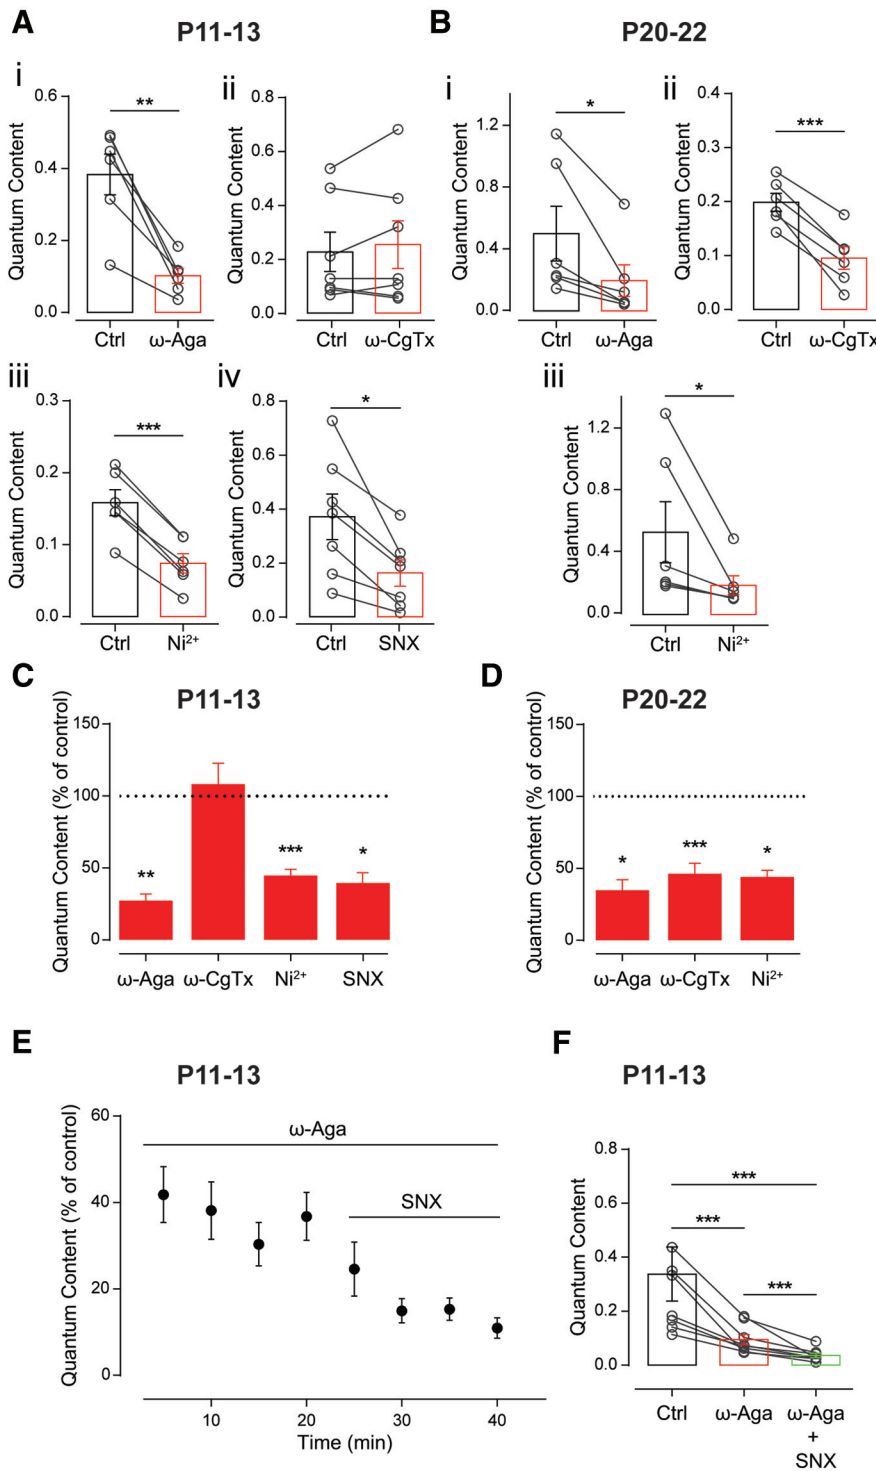 A P11-13 B P20-22
i ii i ii
Quantum Content 0.6 0.4 0.2 0.0 ** Ctrl ω-Aga
Quantum Content 0.8 0.6 0.4 0.2 0.0 Ctrl ω-CgTx
Quantum Content 1.2 0.8 0.4 0.0 * Ctrl ω-Aga
Quantum Content 0.4 0.3 0.2 0.1 0.0 *** Ctrl ω-CgTx
iii iv iii
Quantum Content 0.3 0.2 0.1 0.0 *** Ctrl Ni²⁺
Quantum Content 0.8 0.6 0.4 0.2 0.0 * Ctrl SNX
Quantum Content 1.2 0.8 0.4 0.0 * Ctrl Ni²⁺
C P11-13
Quantum Content (% of control)
150
100
50
0
** *** *
ω-Aga ω-CgTx Ni²⁺ SNX
D P20-22
Quantum Content (% of control)
150
100
50
0
* *** *
ω-Aga ω-CgTx Ni²⁺
E P11-13
Quantum Content (% of control)
60
40
20
0
ω-Aga
SNX
10 20 30 40
Time (min)
F P11-13
Quantum Content
0.8
0.6
0.4
0.2
0.0
***
***
***
Ctrl ω-Aga ω-Aga
+
SNX